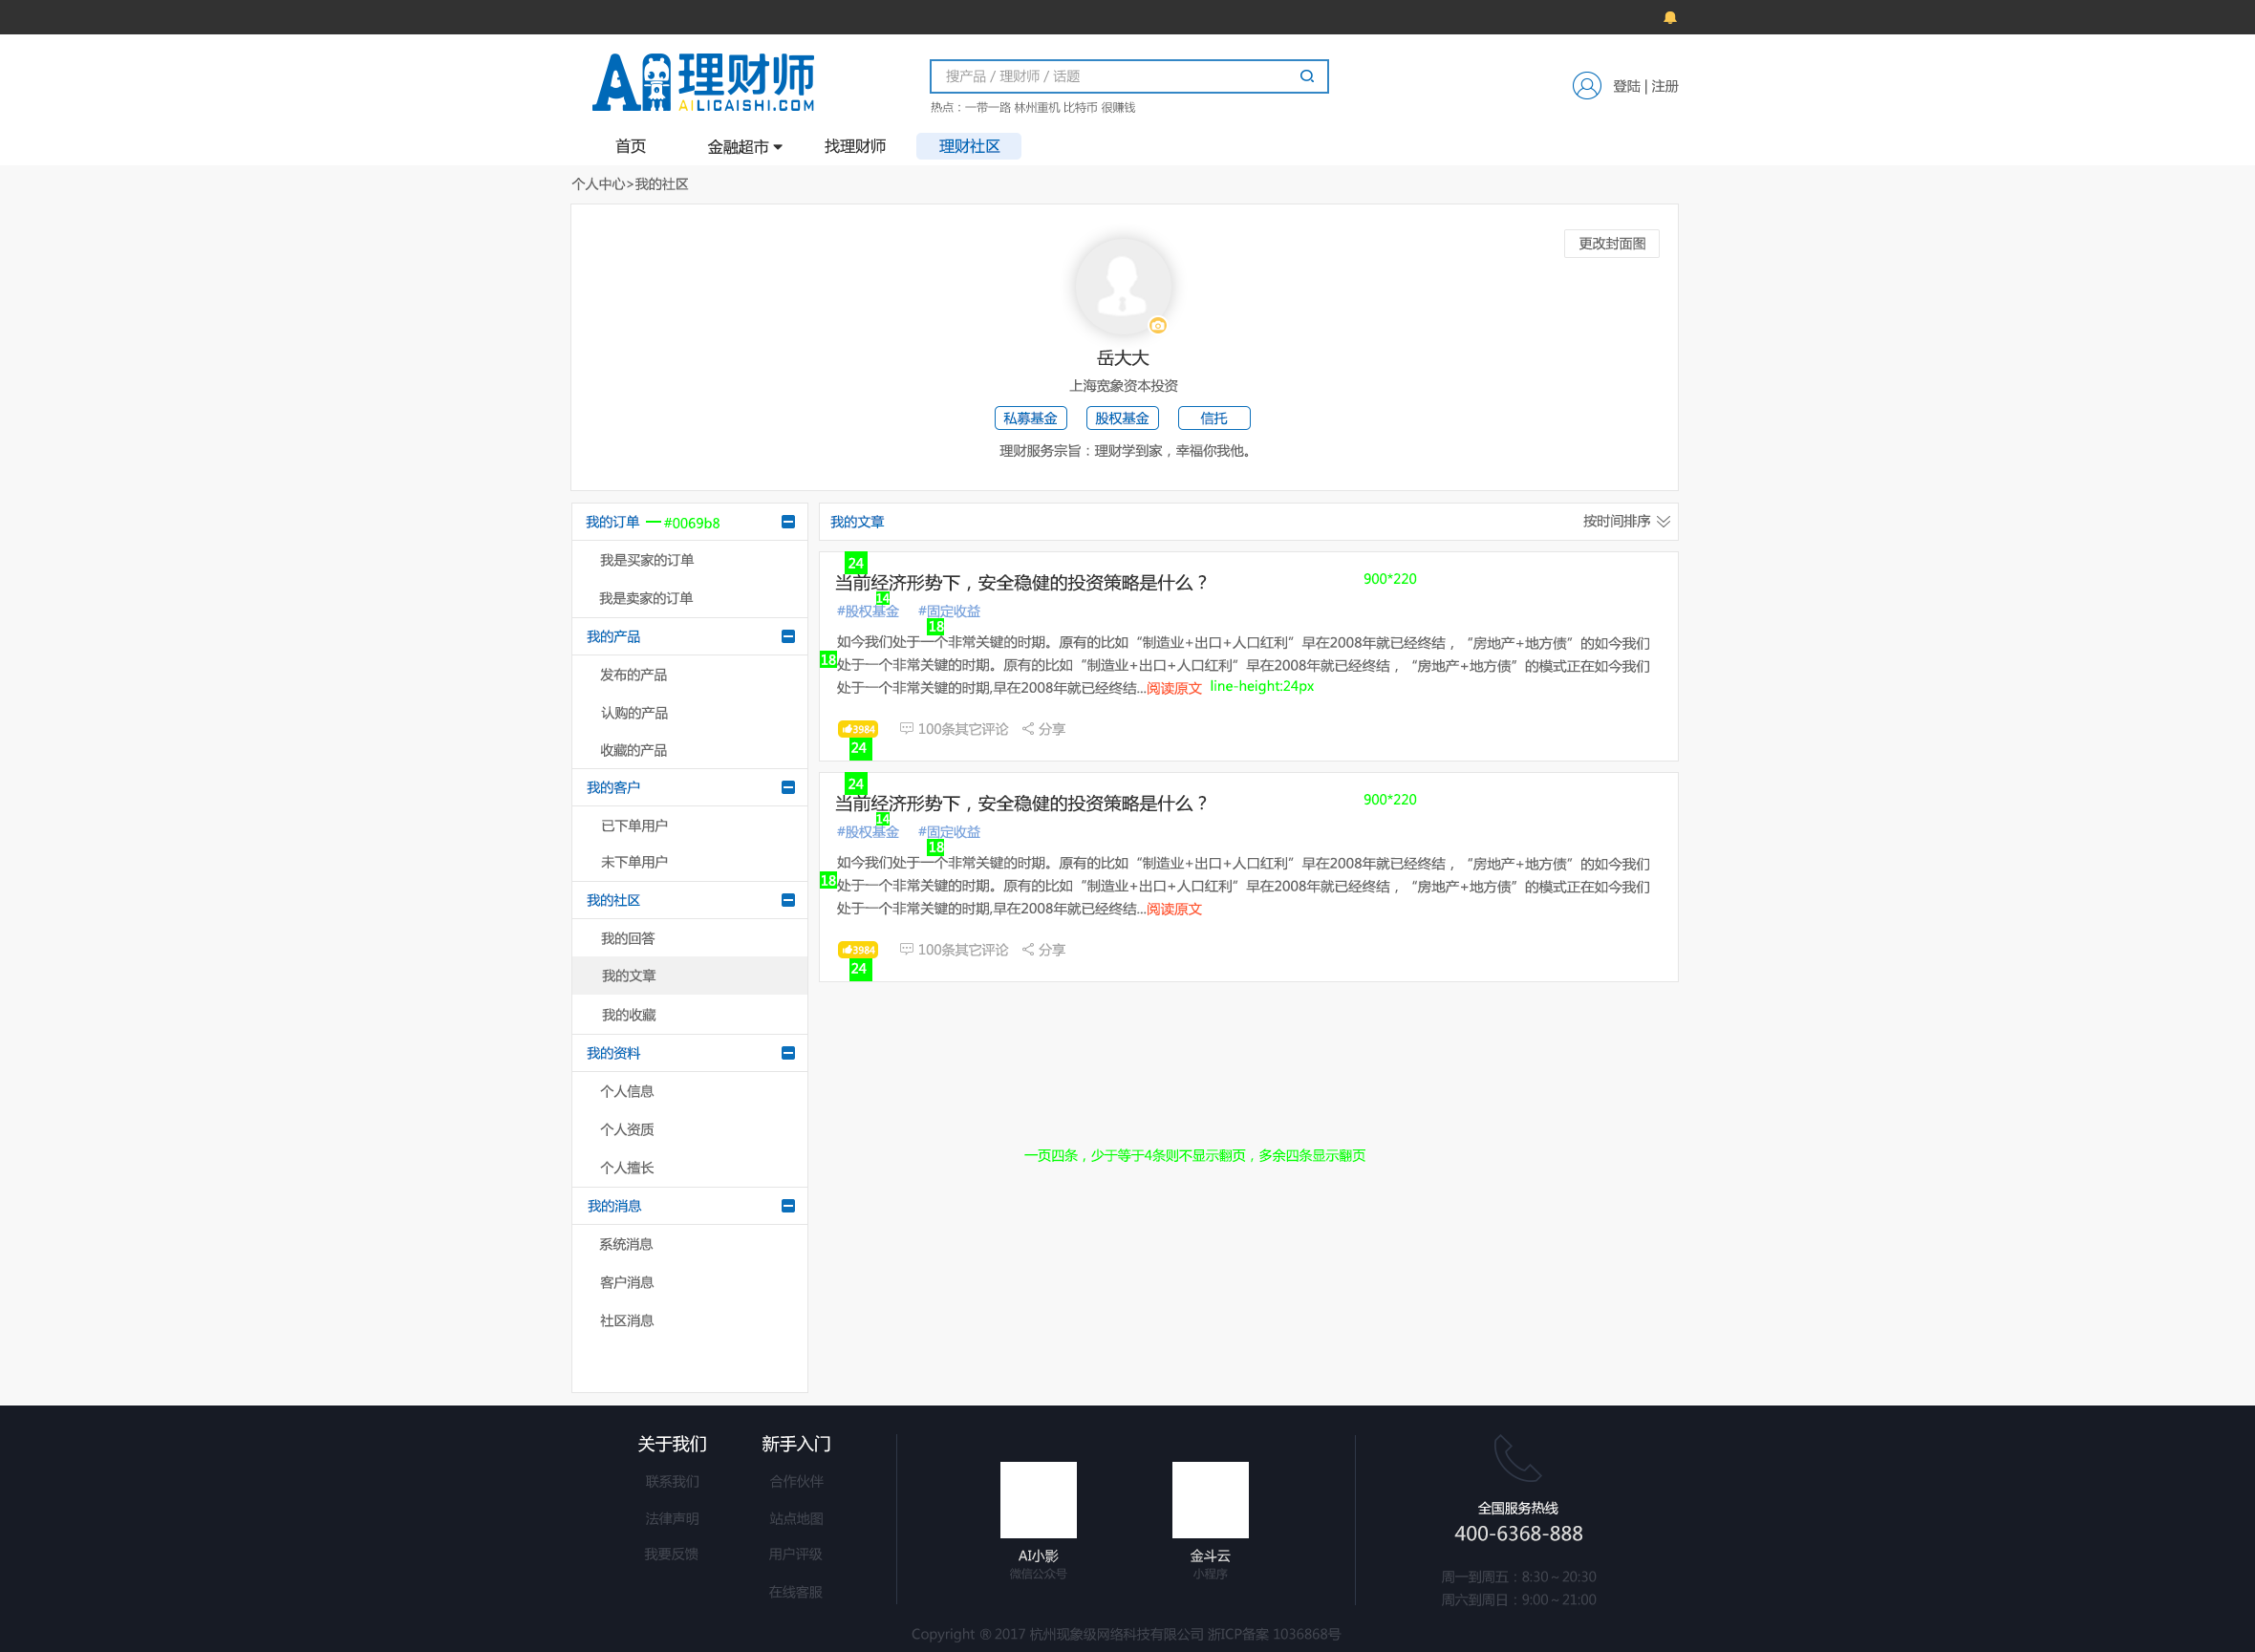 AI理财师
AILICAISHI.COM
搜产品 / 理财师 / 话题
热点：一带一路 林州重机 比特币 很赚钱
登陆 | 注册
首页 金融超市 找理财师 理财社区
个人中心>我的社区
更改封面图
岳大大
上海宽象资本投资
私募基金 股权基金 信托
理财服务宗旨：理财学到家，幸福你我他。
我的订单 #0069b8
我是买家的订单
我是卖家的订单
我的产品
发布的产品
认购的产品
收藏的产品
我的客户
已下单用户
未下单用户
我的社区
我的回答
我的文章
我的收藏
我的资料
个人信息
个人资质
个人擅长
我的消息
系统消息
客户消息
社区消息
我的文章 按时间排序
24
当前经济形势下，安全稳健的投资策略是什么？ 900*220
14
#股权基金 #固定收益
18
如今我们处于一个非常关键的时期。原有的比如“制造业+出口+人口红利”早在2008年就已经终结，“房地产+地方债”的如今我们
18
处于一个非常关键的时期。原有的比如“制造业+出口+人口红利“早在2008年就已经终结，“房地产+地方债”的模式正在如今我们
处于一个非常关键的时期,早在2008年就已经终结...阅读原文 line-height:24px
3984 100条其它评论 分享
24
24
当前经济形势下，安全稳健的投资策略是什么？ 900*220
14
#股权基金 #固定收益
18
如今我们处于一个非常关键的时期。原有的比如“制造业+出口+人口红利”早在2008年就已经终结，“房地产+地方债”的如今我们
18
处于一个非常关键的时期。原有的比如“制造业+出口+人口红利“早在2008年就已经终结，“房地产+地方债”的模式正在如今我们
处于一个非常关键的时期,早在2008年就已经终结...阅读原文
3984 100条其它评论 分享
24
一页四条，少于等于4条则不显示翻页，多余四条显示翻页
关于我们
联系我们
法律声明
我要反馈
新手入门
合作伙伴
站点地图
用户评级
在线客服
AI小影
微信公众号
金斗云
小程序
全国服务热线
400-6368-888
周一到周五：8:30～20:30
周六到周日：9:00～21:00
Copyright ® 2017 杭州现象级网络科技有限公司 浙ICP备案 1036868号